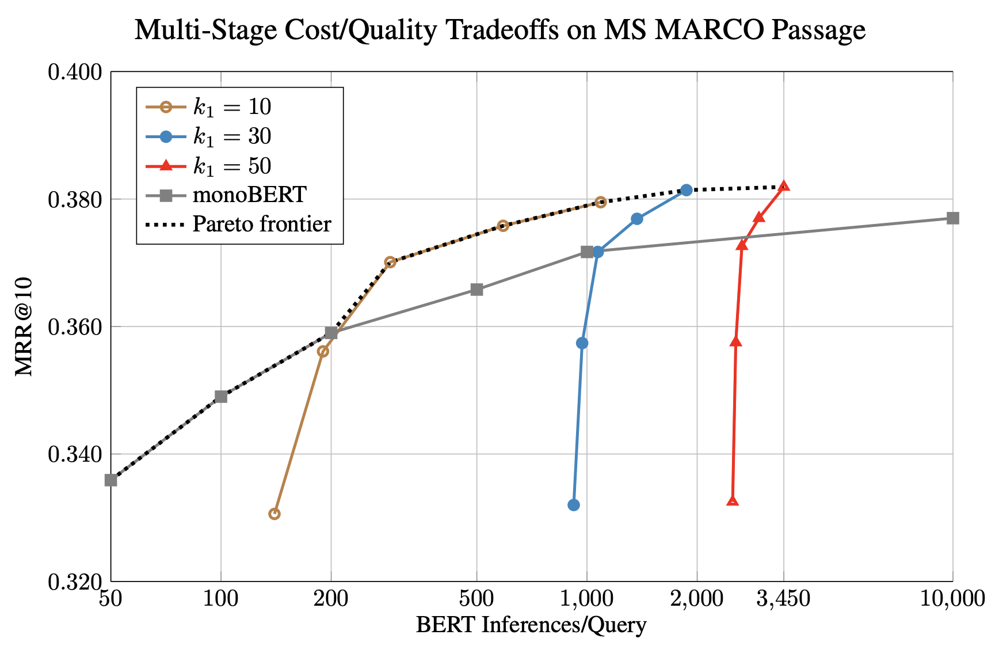 Multi-Stage Cost/Quality Tradeoffs on MS MARCO Passage
0.400
0.380
0.360
0.340
0.320
MRR@10
k₁ = 10
k₁ = 30
k₁ = 50
monoBERT
Pareto frontier
50 100 200 500 1,000 2,000 3,450 10,000
BERT Inferences/Query